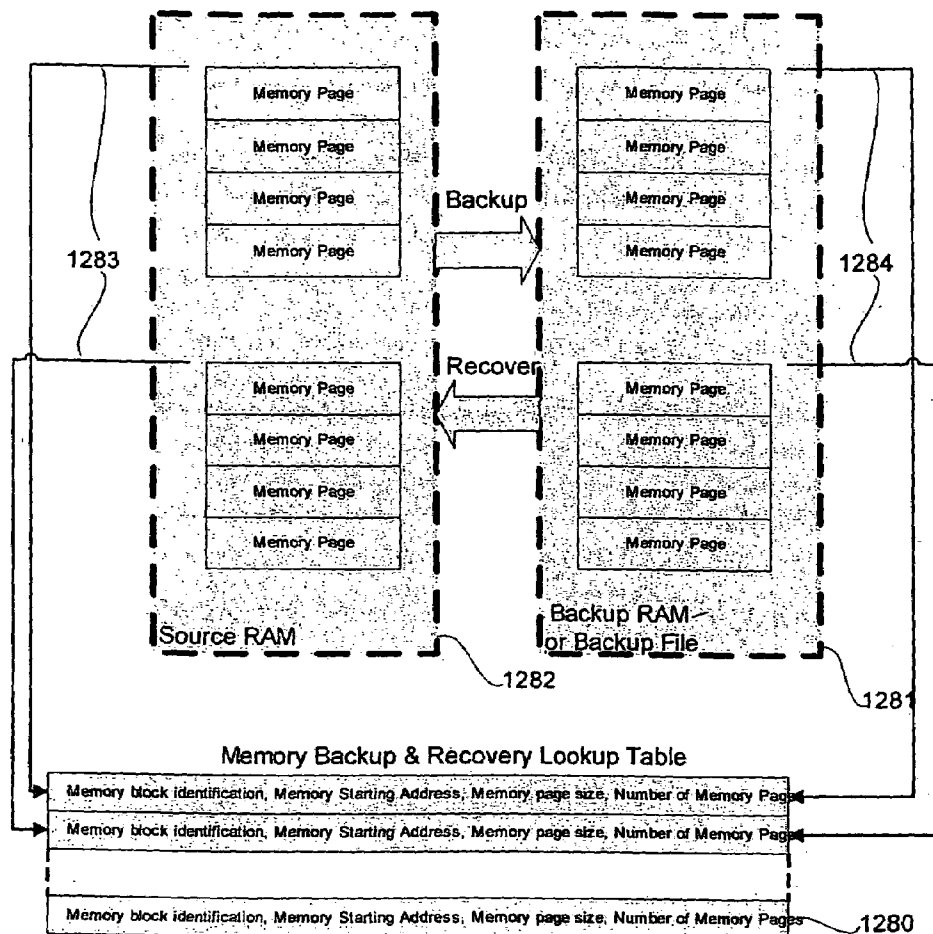 Memory Page Memory Page
Memory Page Memory Page
Memory Page Memory Page
Memory Page Memory Page
Backup
1283
1284
Recover
Memory Page Memory Page
Memory Page Memory Page
Memory Page Memory Page
Memory Page Memory Page
Source RAM
Backup RAM
or Backup File
1282
1281
Memory Backup & Recover Lookup Table
Memory block identification, Memory Starting Address, Memory page size, Number of Memory Pages
Memory block identification, Memory Starting Address, Memory page size, Number of Memory Pages
Memory block identification, Memory Starting Address, Memory page size, Number of Memory Pages
1280